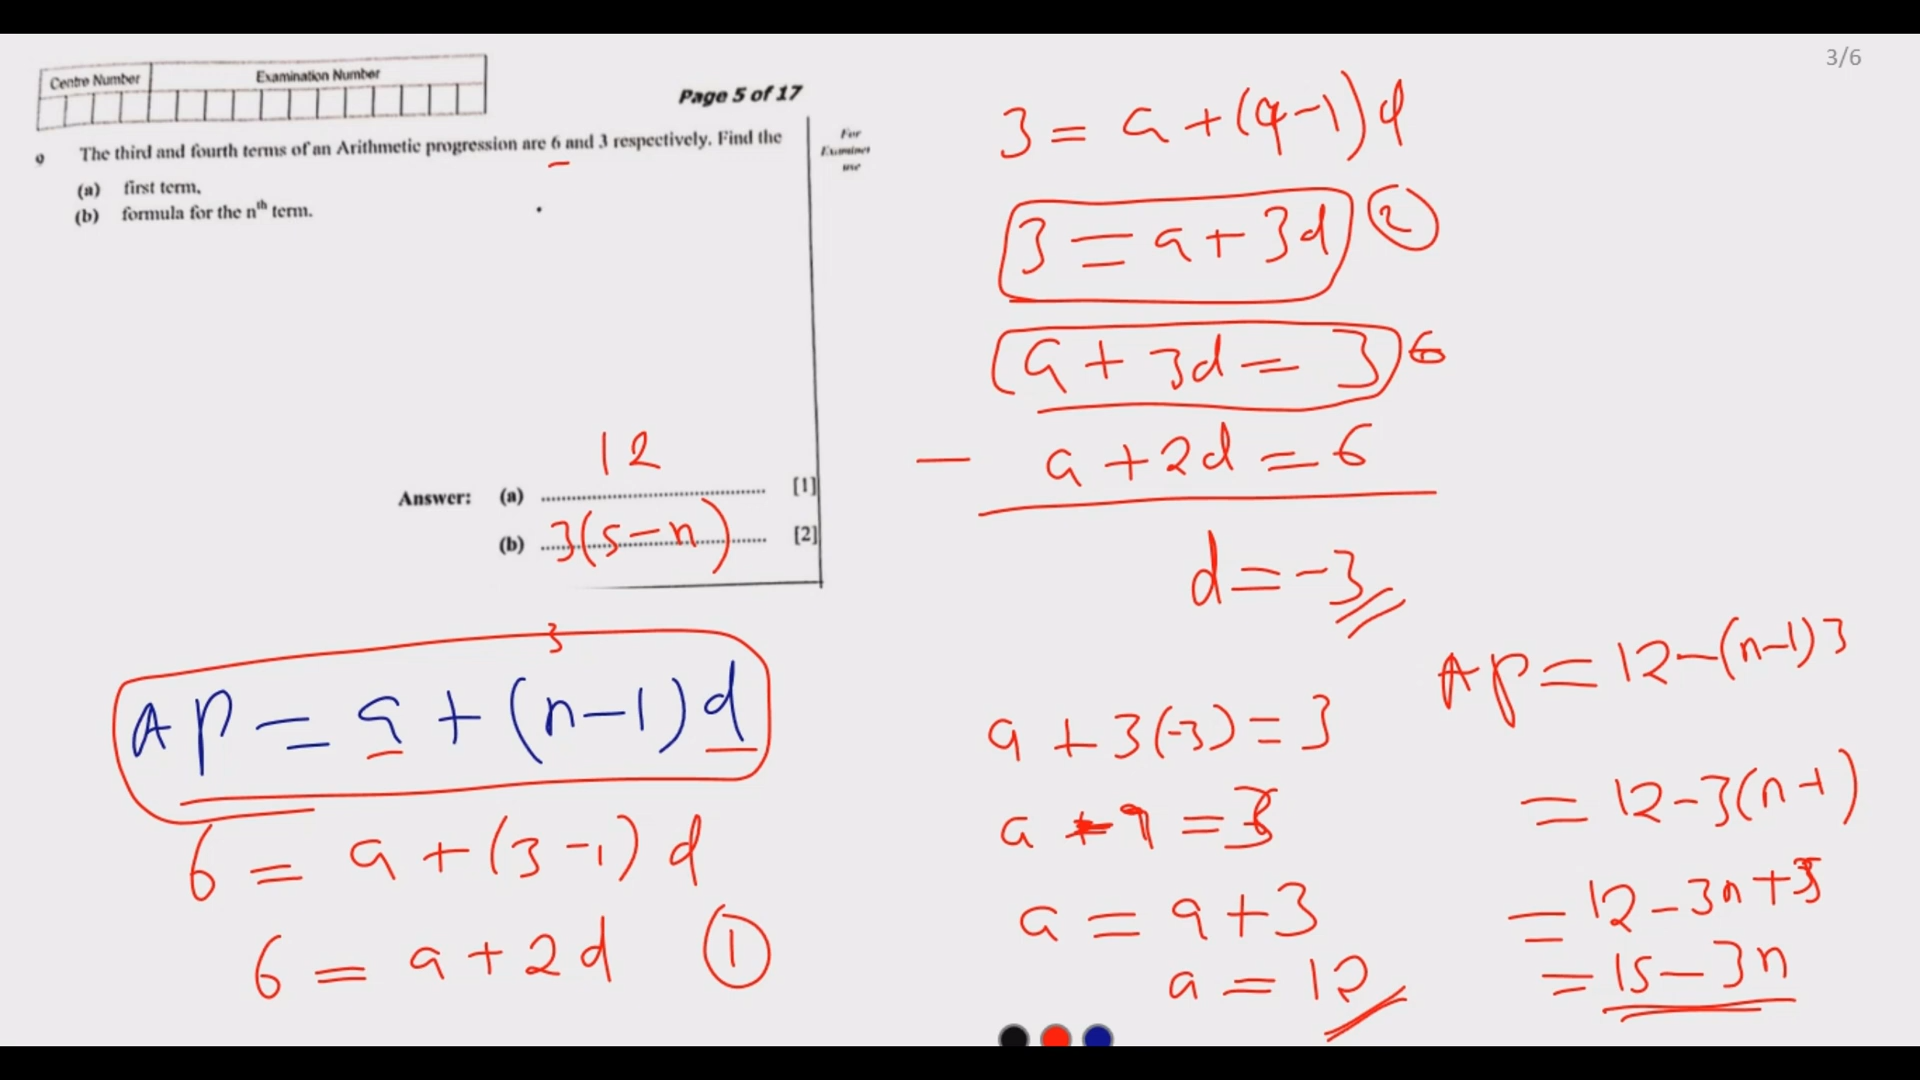 3/6
Centre Number
Examination Number
Page 5 of 17
9 The third and fourth terms of an Arithmetic progression are 6 and 3 respectively. Find the
(a) first term,
(b) formula for the nth term.
For
Examiner
use
12
Answer: (a) ........................................ [1]
3(5-n)
(b) ........................................ [2]
3
AP = a + (n-1)d
6 = a + (3-1)d
6 = a + 2d ①
3 = a + (4-1)d
3 = a + 3d ②
a + 3d = 3 6
- a + 2d = 6
d = -3
a + 3(-3) = 3
a - 9 = 3
a = 9 + 3
a = 12
AP = 12-(n-1)3
= 12-3(n-1)
= 12-3n+3
= 15-3n